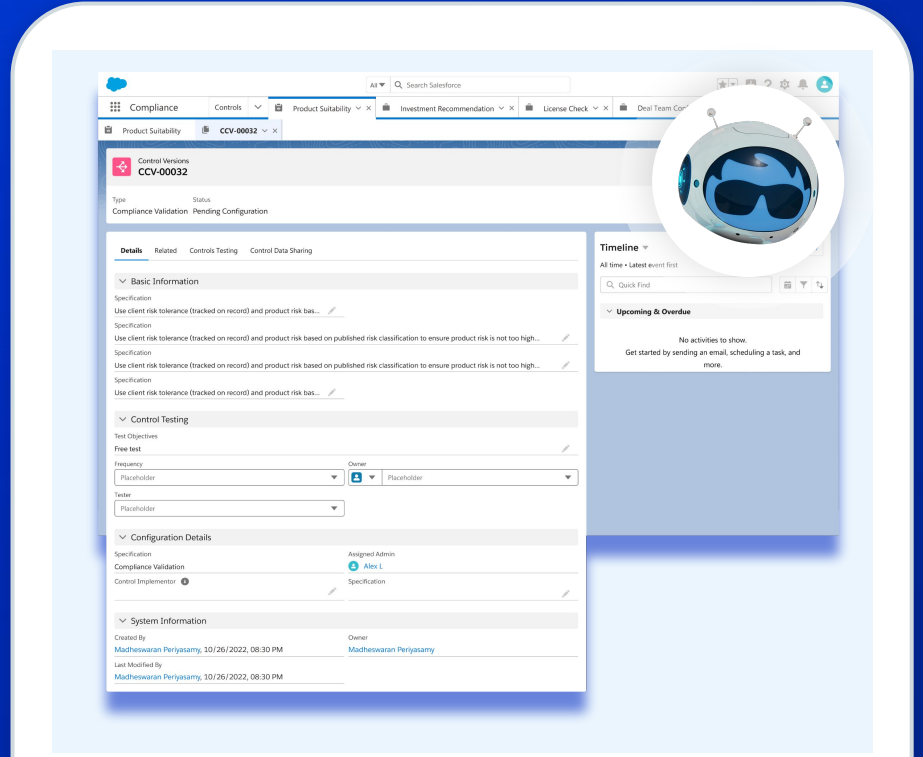 All Search Salesforce
Compliance Controls Product Suitability Investment Recommendation License Check Deal Team
Product Suitability CCV-00032
Control Versions
CCV-00032
Type Status
Compliance Validation Pending Configuration
Details Related Controls Testing Control Data Sharing
Basic Information
Specification
Use client risk tolerance (tracked on record) and product risk bas...
Specification
Use client risk tolerance (tracked on record) and product risk based on published risk classification to ensure product risk is not too high...
Specification
Use client risk tolerance (tracked on record) and product risk based on published risk classification to ensure product risk is not too high...
Specification
Use client risk tolerance (tracked on record) and product risk bas...
Control Testing
Test Objectives
Free test
Frequency Owner
Placeholder Placeholder
Tester
Placeholder
Configuration Details
Specification Assigned Admin
Compliance Validation Alex L
Control Implementor Specification
System Information
Created By Owner
Madheswaran Periyasamy, 10/26/2022, 08:30 PM Madheswaran Periyasamy
Last Modified By
Madheswaran Periyasamy, 10/26/2022, 08:30 PM
Timeline
All time • Latest event first
Quick Find
Upcoming & Overdue
No activities to show.
Get started by sending an email, scheduling a task, and
more.